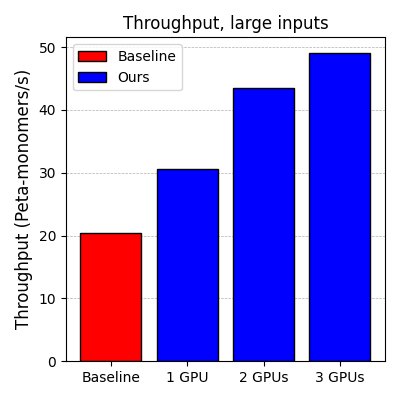 Throughput, large inputs
Baseline
Ours
Throughput (Peta-monomers/s)
50
40
30
20
10
0
Baseline
1 GPU
2 GPUs
3 GPUs